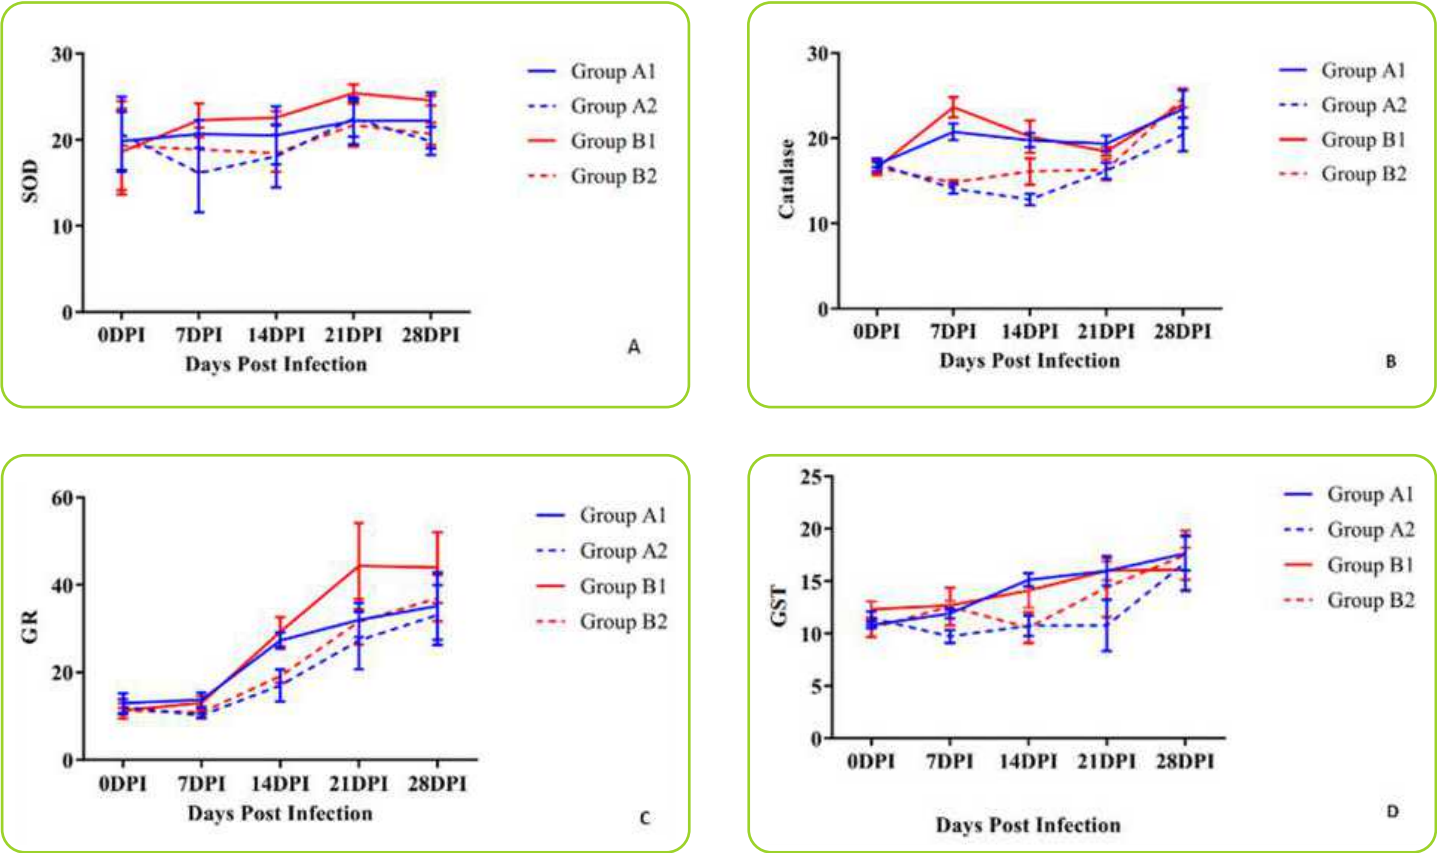 30
20
10
0
SOD
0DPI 7DPI 14DPI 21DPI 28DPI
Days Post Infection
Group A1
Group A2
Group B1
Group B2
A
30
20
10
0
Catalase
0DPI 7DPI 14DPI 21DPI 28DPI
Days Post Infection
Group A1
Group A2
Group B1
Group B2
B
60
40
20
0
GR
0DPI 7DPI 14DPI 21DPI 28DPI
Days Post Infection
Group A1
Group A2
Group B1
Group B2
C
25
20
15
10
5
0
GST
0DPI 7DPI 14DPI 21DPI 28DPI
Days Post Infection
Group A1
Group A2
Group B1
Group B2
D